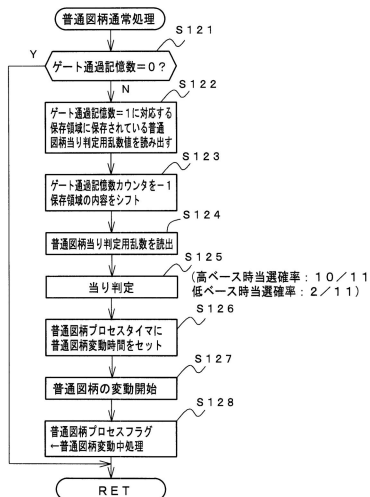 普通図柄通常処理
S121
Y
ゲート通過記憶数=0?
N
S122
ゲート通過記憶数=1に対応する
保存領域に保存されている普通
図柄当り判定用乱数値を読み出す
S123
ゲート通過記憶数カウンタを-1
保存領域の内容をシフト
S124
普通図柄当り判定用乱数を読出
S125
当り判定
(高ベース時当選確率:10/11
低ベース時当選確率:2/11)
S126
普通図柄プロセスタイマに
普通図柄変動時間をセット
S127
普通図柄の変動開始
S128
普通図柄プロセスフラグ
←普通図柄変動中処理
RET